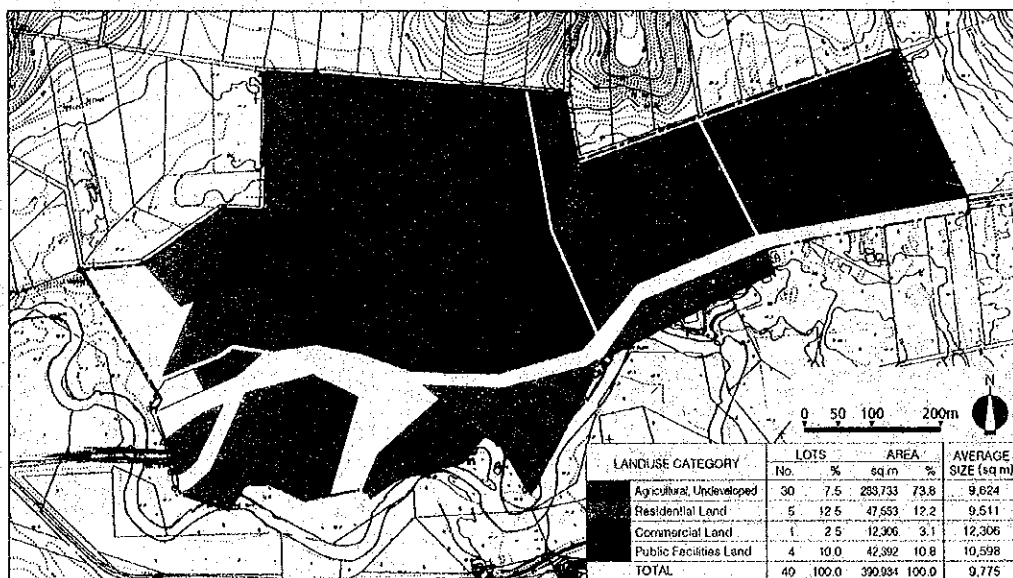 N
0 50 100 200m
LANDUSE CATEGORY LOTS AREA AVERAGE SIZE (sq m)
No. % sq.m %
Agricultural, Undeveloped 30 7.5 288,733 73.8 9,624
Residential Land 5 12.5 47,553 12.2 9,511
Commercial Land 1 2.5 12,306 3.1 12,306
Public Facilities Land 4 10.0 42,392 10.8 10,598
TOTAL 40 100.0 390,984 100.0 9,775